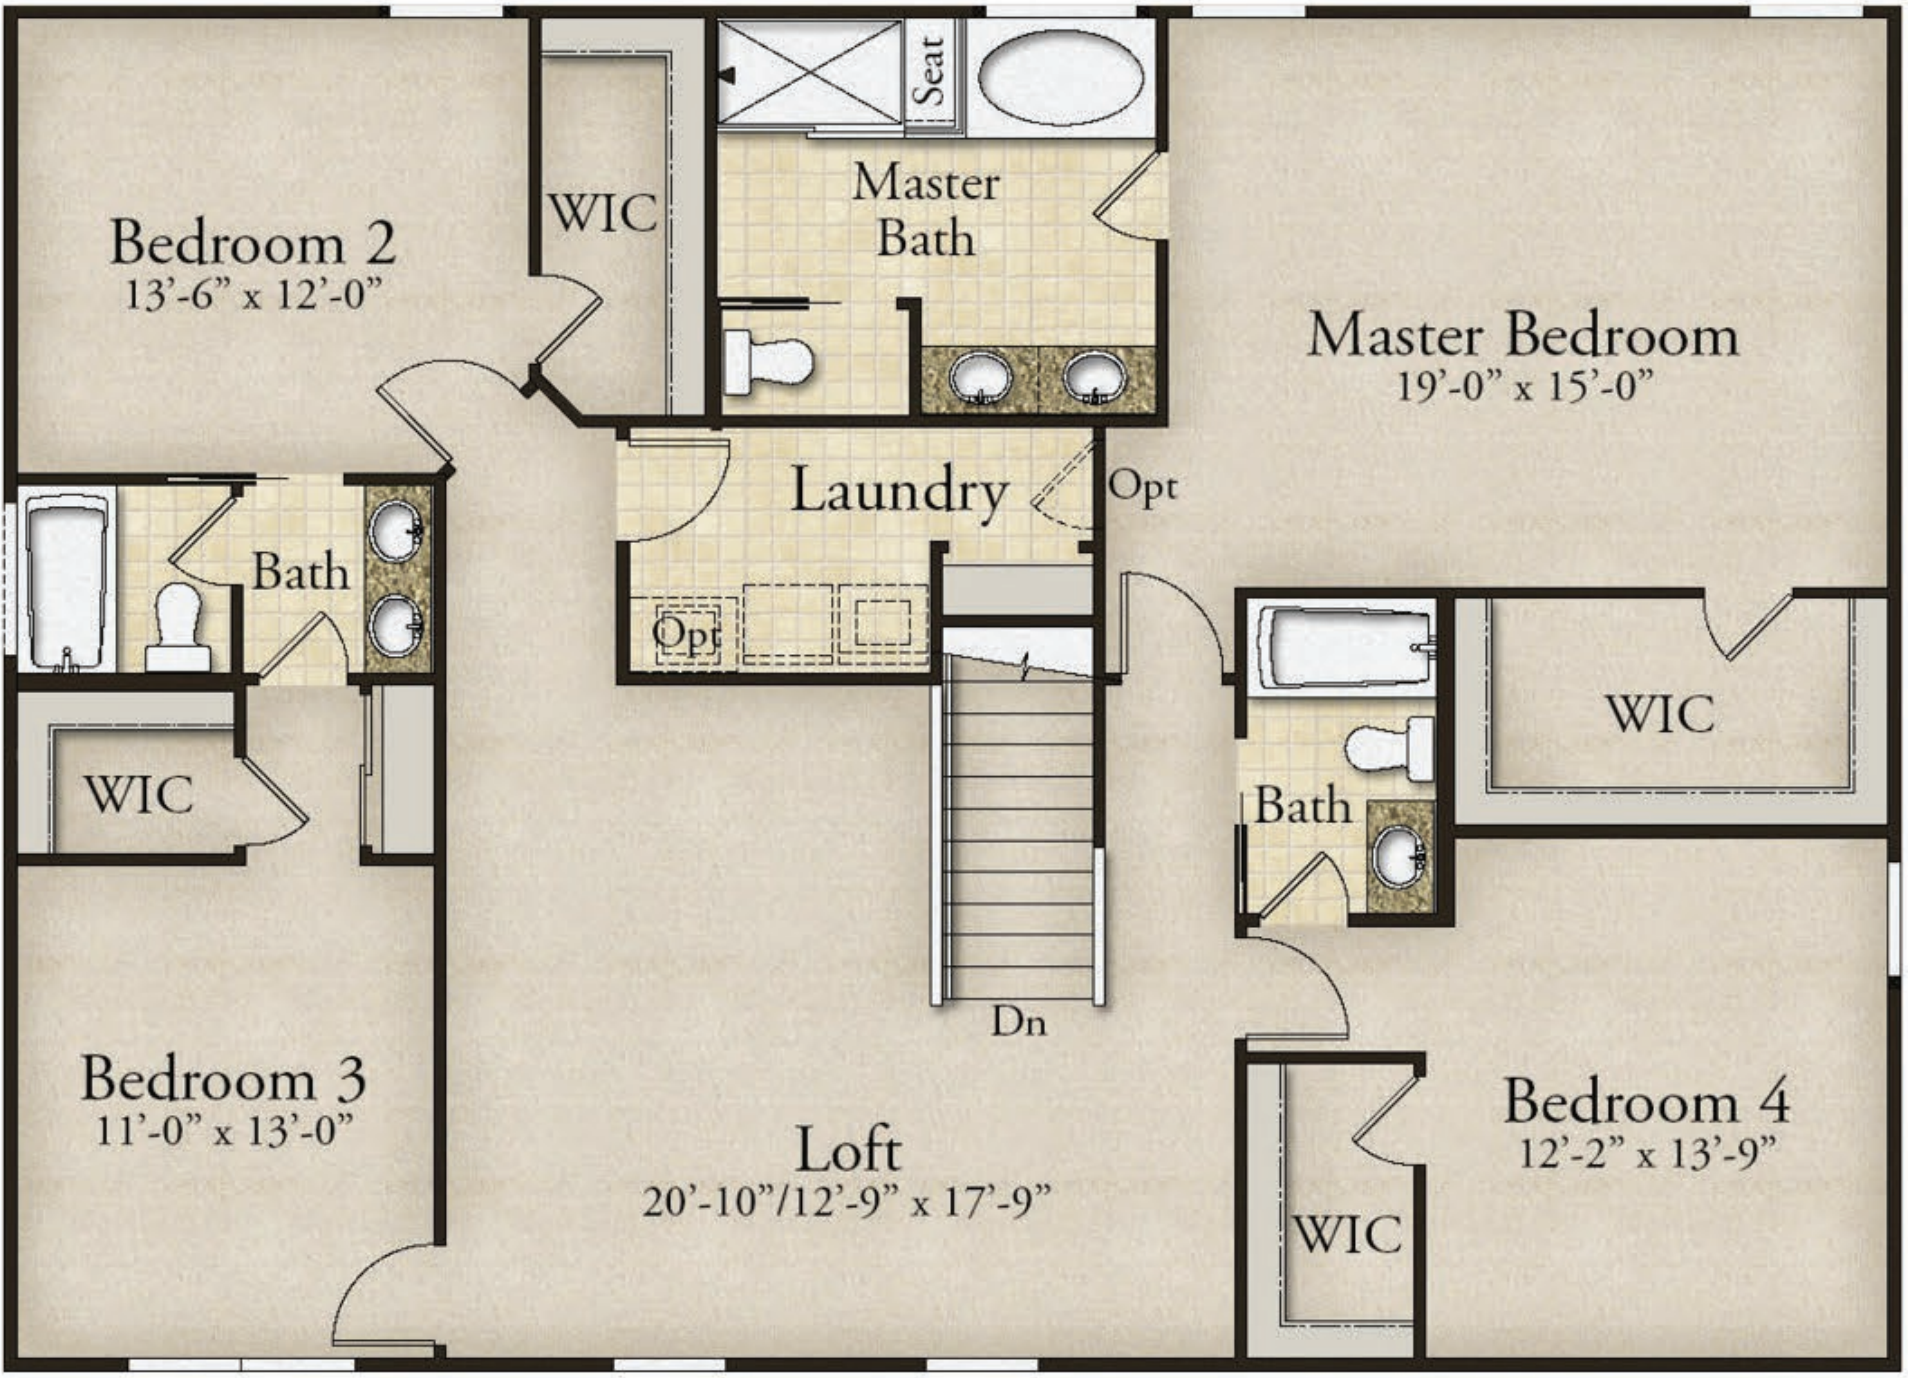 Seat
Master
Bath
WIC
Bedroom 2
13’-6” x 12’-0”
Master Bedroom
19’-0” x 15’-0”
Laundry
Opt
Bath
Opt
WIC
WIC
Bath
Dn
Bedroom 3
11’-0” x 13’-0”
Loft
20’-10”/12’-9” x 17’-9”
Bedroom 4
12’-2” x 13’-9”
WIC